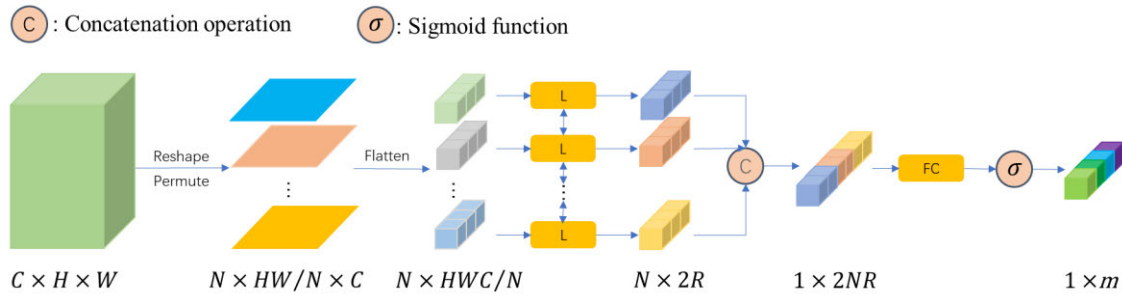 C : Concatenation operation
σ : Sigmoid function
Reshape
Permute
Flatten
⋮
⋮
L
L
⋮
L
C
FC
σ
C × H × W
N × HW/N × C
N × HWC/N
N × 2R
1 × 2NR
1 × m